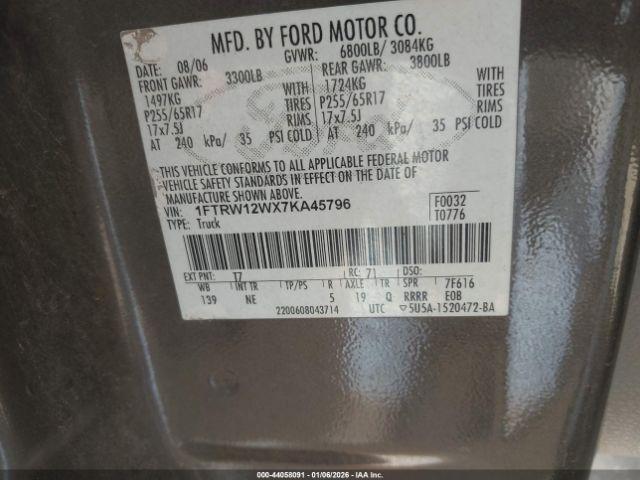 MFD. BY FORD MOTOR CO.
DATE: 08/06 GVWR: 6800LB/ 3084KG
FRONT GAWR: 3300LB REAR GAWR: 3800LB
1497KG WITH 1724KG WITH
P255/65R17 TIRES P255/65R17 TIRES
17x7.5J RIMS 17x7.5J RIMS
AT 240 kPa/ 35 PSI COLD AT 240 kPa/ 35 PSI COLD
THIS VEHICLE CONFORMS TO ALL APPLICABLE FEDERAL MOTOR
VEHICLE SAFETY STANDARDS IN EFFECT ON THE DATE OF
MANUFACTURE SHOWN ABOVE.
VIN: 1FTRW12WX7KA45796 F0032
TYPE: Truck T0776
EXT PNT: T7 RC: 71 DSO:
WB INT TR TP/PS R AXLE TR SPR 7F616
139 NE 5 19 Q RRRR E0B
2200608043714 UTC 5U5A-1520472-BA
000-44058091 - 01/06/2026 - IAAI, Inc.